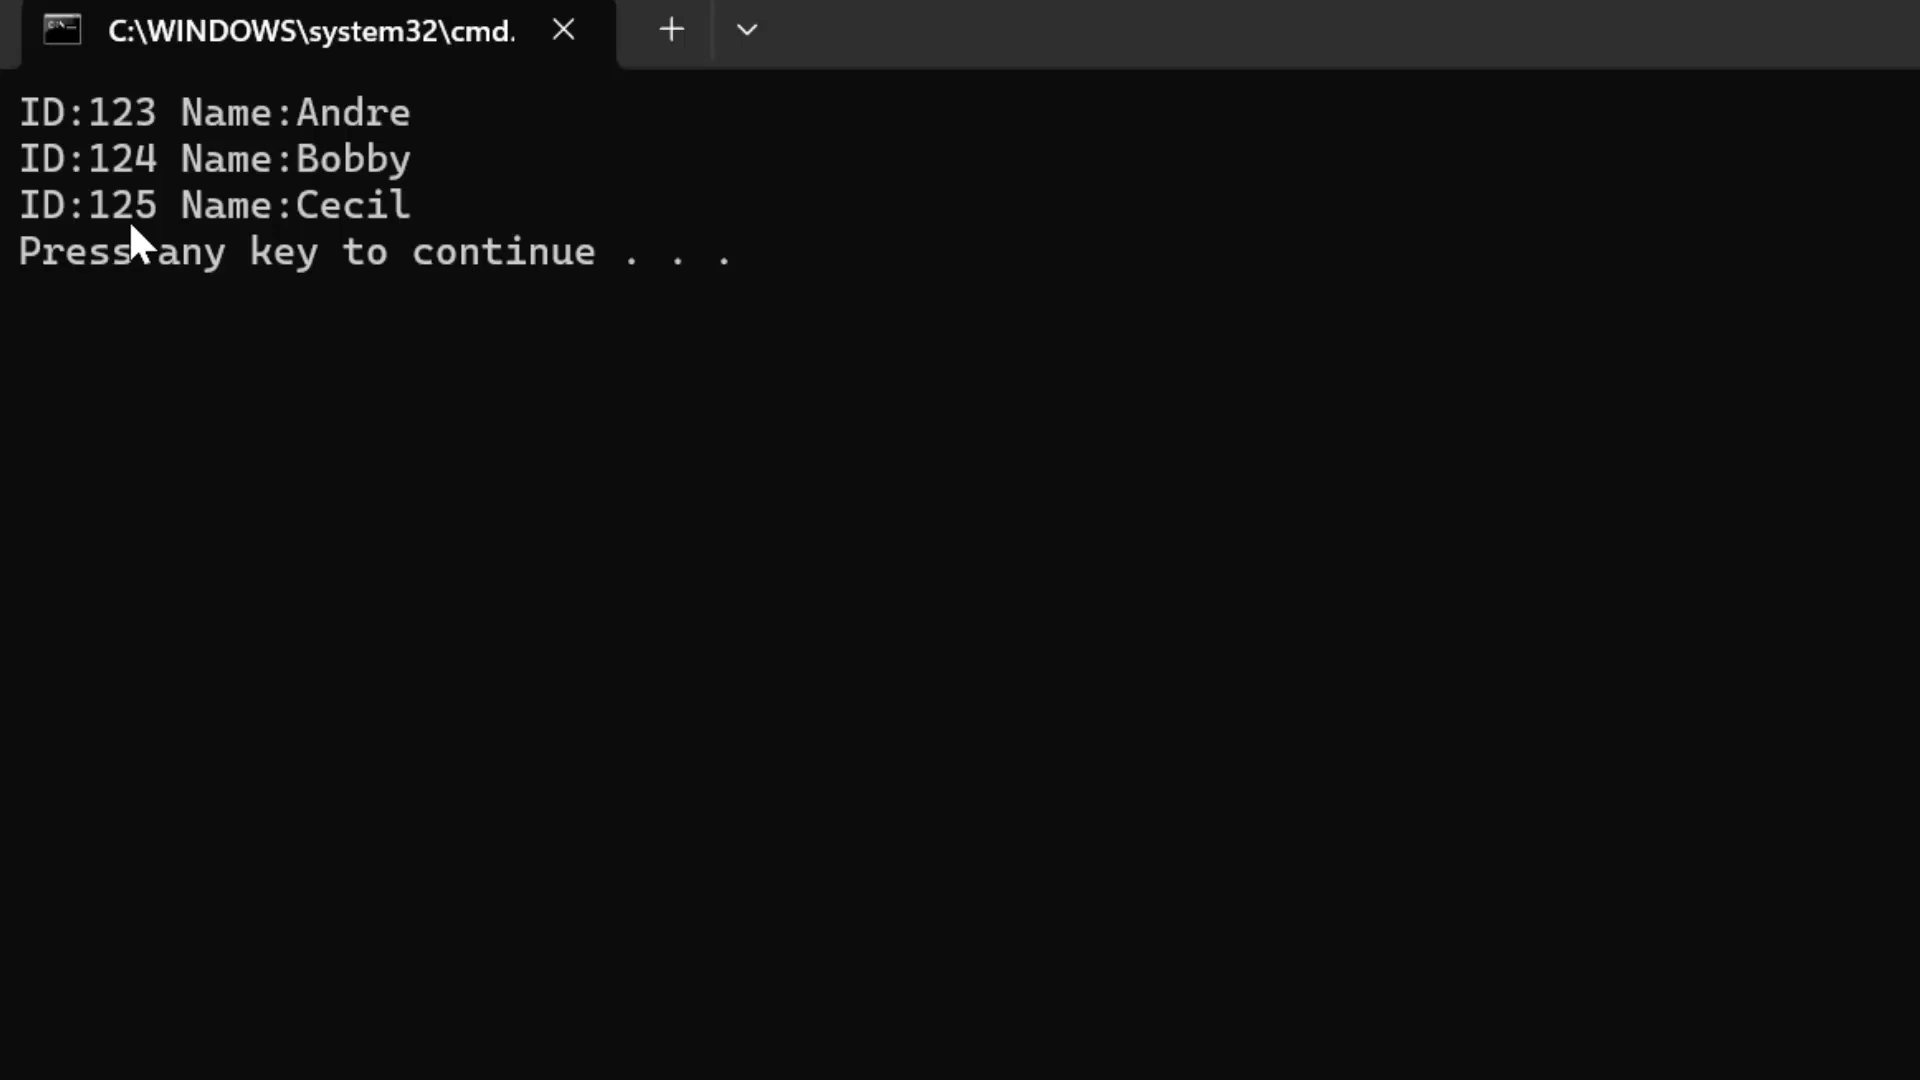 C:\WINDOWS\system32\cmd.
ID:123 Name:Andre
ID:124 Name:Bobby
ID:125 Name:Cecil
Press any key to continue . . .